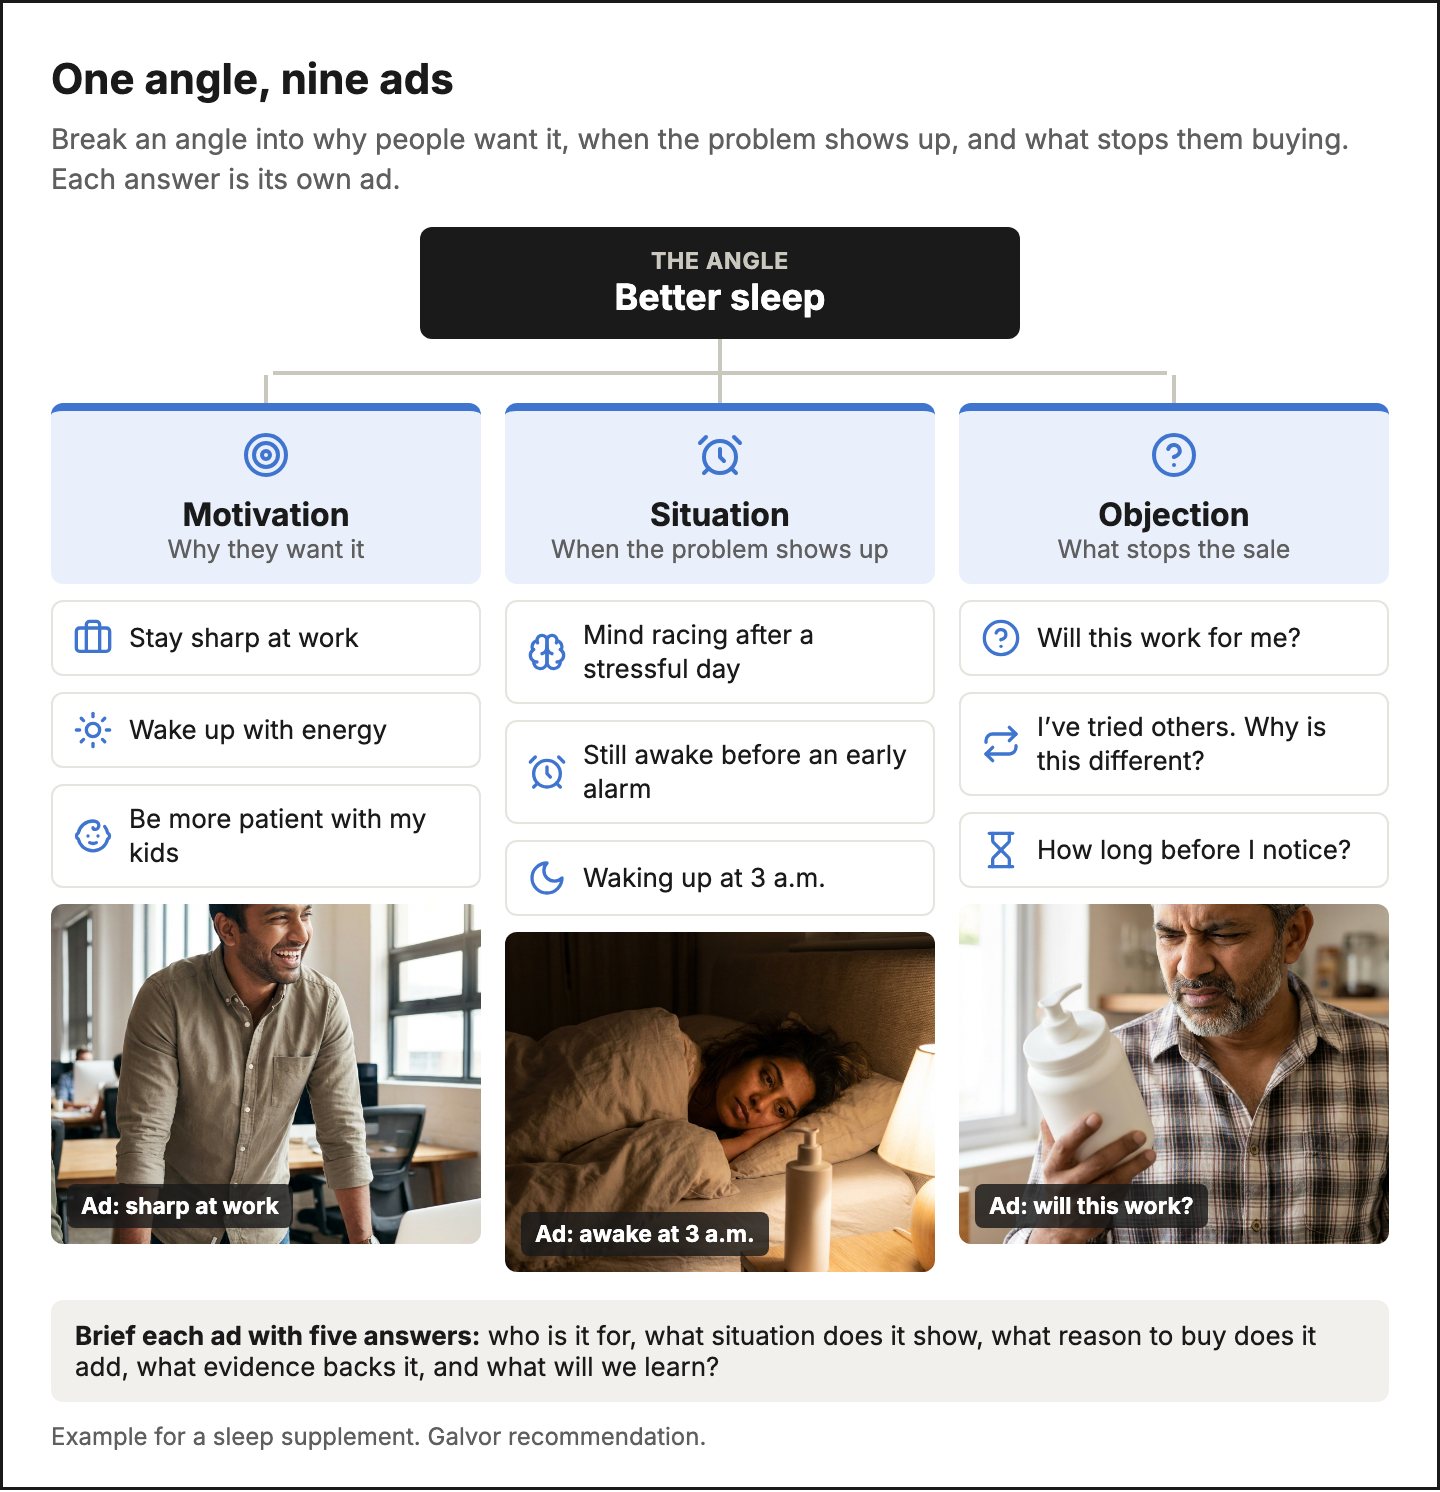 One angle, nine ads
Break an angle into why people want it, when the problem shows up, and what stops them buying.
Each answer is its own ad.
THE ANGLE
Better sleep
Motivation
Why they want it
Stay sharp at work
Wake up with energy
Be more patient with my
kids
Ad: sharp at work
Situation
When the problem shows up
Mind racing after a
stressful day
Still awake before an early
alarm
Waking up at 3 a.m.
Ad: awake at 3 a.m.
Objection
What stops the sale
Will this work for me?
I’ve tried others. Why is
this different?
How long before I notice?
Ad: will this work?
Brief each ad with five answers: who is it for, what situation does it show, what reason to buy does it
add, what evidence backs it, and what will we learn?
Example for a sleep supplement. Galvor recommendation.